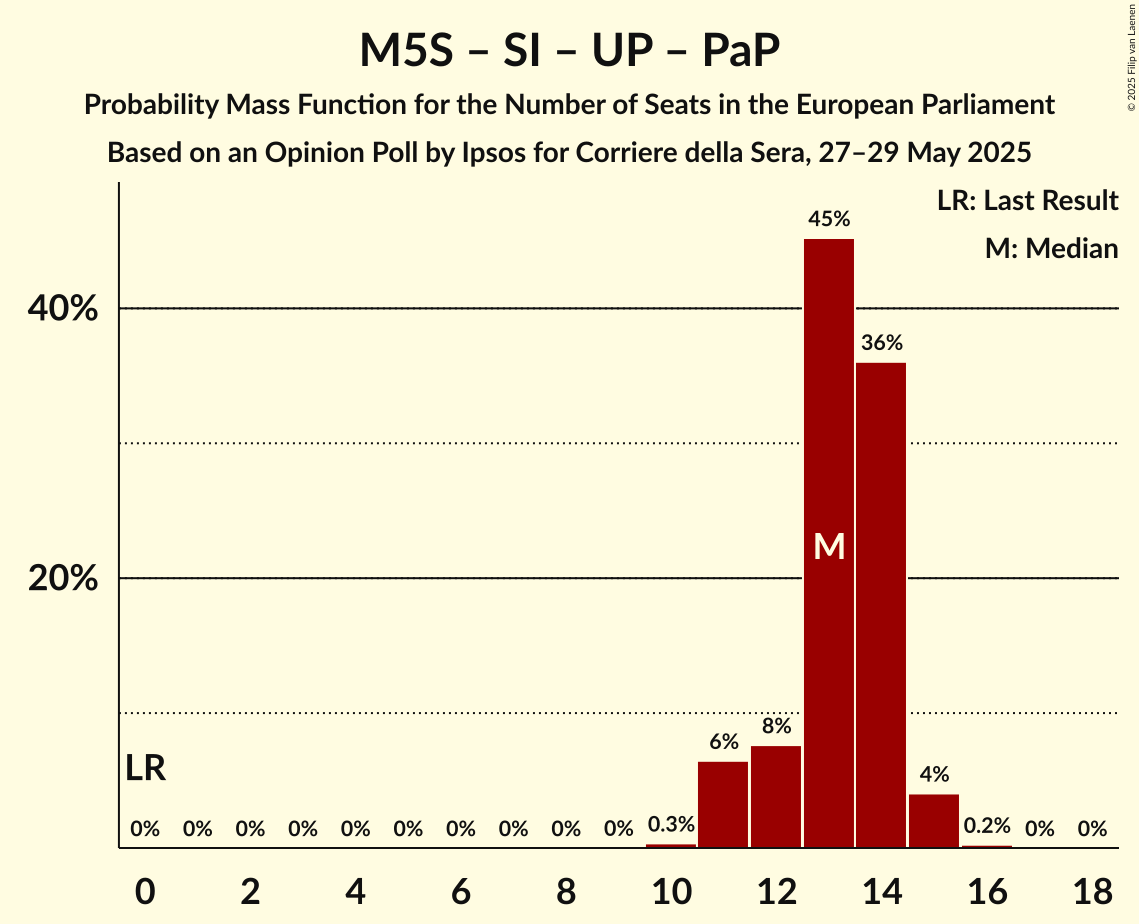 M5S – SI – UP – PaP
Probability Mass Function for the Number of Seats in the European Parliament
Based on an Opinion Poll by Ipsos for Corriere della Sera, 27–29 May 2025
© 2025 Filip van Laenen
LR: Last Result
M: Median
45%
40%
36%
M
20%
8%
6%
LR
4%
0% 0% 0% 0% 0% 0% 0% 0% 0% 0% 0.3% 0.2% 0% 0%
0 2 4 6 8 10 12 14 16 18